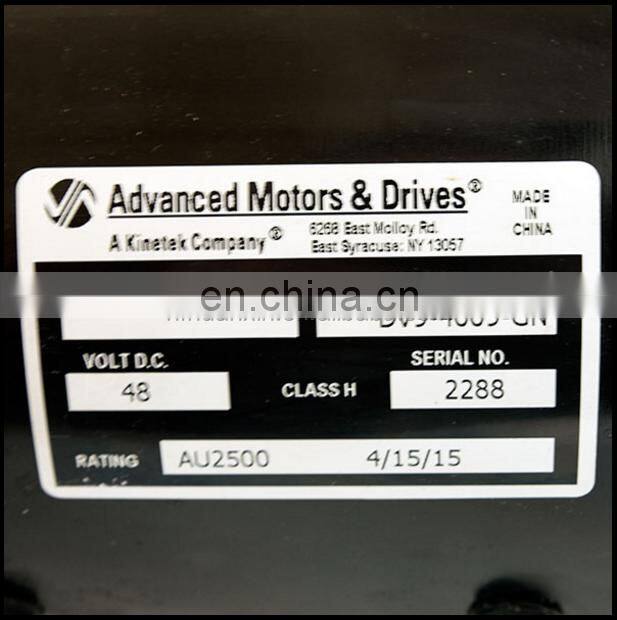 Advanced Motors & Drives®
A Kinetek Company®
6268 East Molloy Rd.
East Syracuse: NY 13057
MADE
IN
CHINA
en.china.cn
VOLT D.C.
48
CLASS H
SERIAL NO.
2288
RATING
AU2500 4/15/15